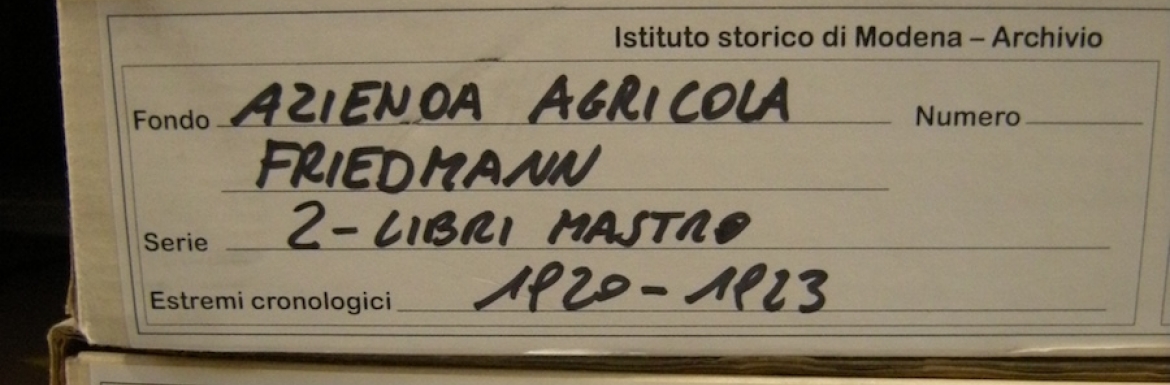 Istituto storico di Modena – Archivio
Fondo AZIENDA AGRICOLA Numero
FRIEDMANN
Serie 2 - LIBRI MASTRO
Estremi cronologici 1920 - 1923